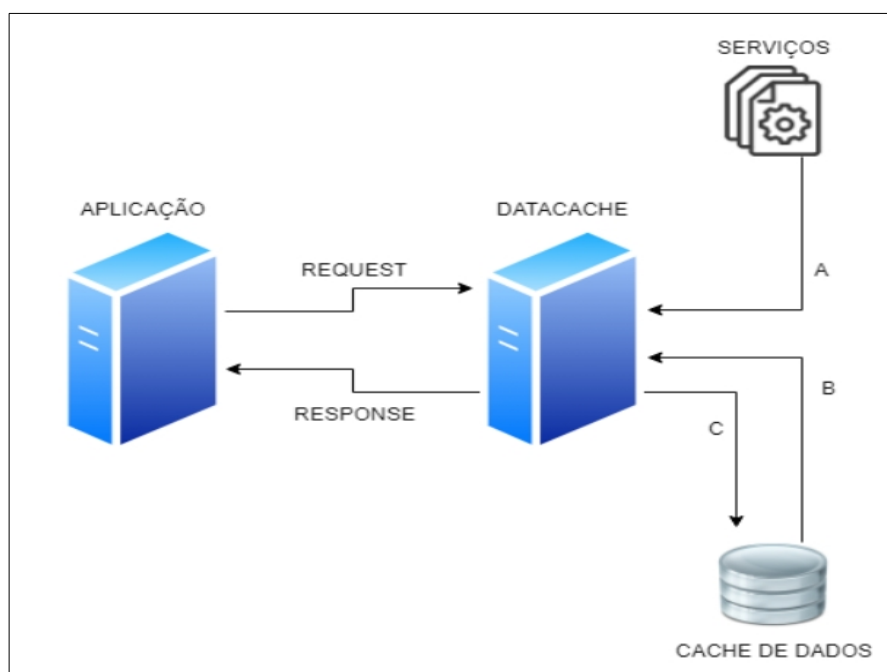 SERVIÇOS
APLICAÇÃO
DATACACHE
REQUEST
A
B
RESPONSE
C
CACHE DE DADOS